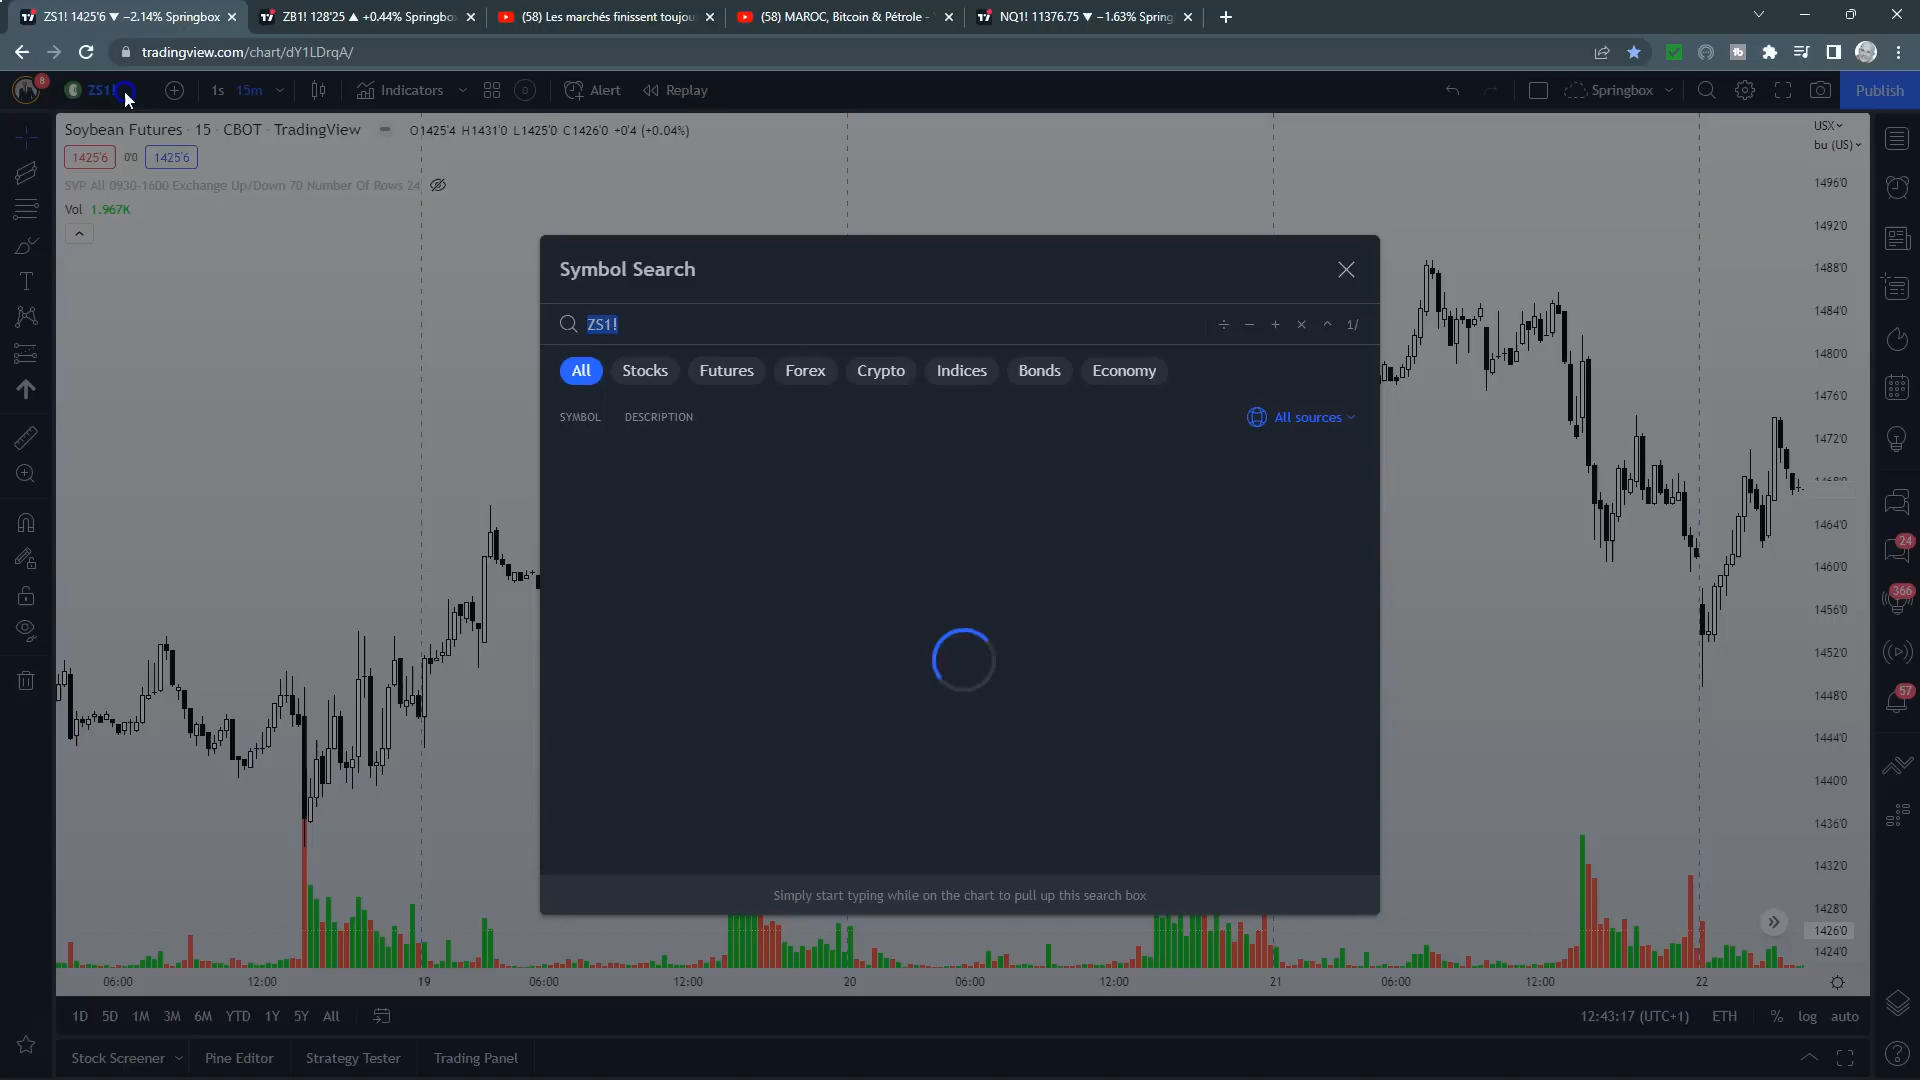 ZS1! 1425'6 ▼ −2.14% Springbox
ZB1! 128'25 ▲ +0.44% Springbo
(58) Les marchés finissent toujou
(58) MAROC, Bitcoin & Pétrole -
NQ1! 11376.75 ▼ −1.63% Spring
tradingview.com/chart/dY1LDrqA/
8
ZS1!
1s
15m
Indicators
Alert
Replay
Springbox
Publish
Soybean Futures · 15 · CBOT · TradingView
O1425'4 H1431'0 L1425'0 C1426'0 +0'4 (+0.04%)
1425'6
0'0
1425'6
SVP All 0930-1600 Exchange Up/Down 70 Number Of Rows 24
Vol 1.967K
USX
bu (US)
1496'0
1492'0
1488'0
1484'0
1480'0
1476'0
1472'0
1464'0
1460'0
1456'0
1452'0
1448'0
1444'0
1440'0
1436'0
1432'0
1428'0
1426'0
1424'0
Symbol Search
ZS1!
÷ − + × ^ 1/
All
Stocks
Futures
Forex
Crypto
Indices
Bonds
Economy
SYMBOL
DESCRIPTION
All sources
Simply start typing while on the chart to pull up this search box
24
366
57
06:00
12:00
19
06:00
12:00
20
06:00
12:00
21
06:00
12:00
22
1D
5D
1M
3M
6M
YTD
1Y
5Y
All
12:43:17 (UTC+1)
ETH
%
log
auto
Stock Screener
Pine Editor
Strategy Tester
Trading Panel